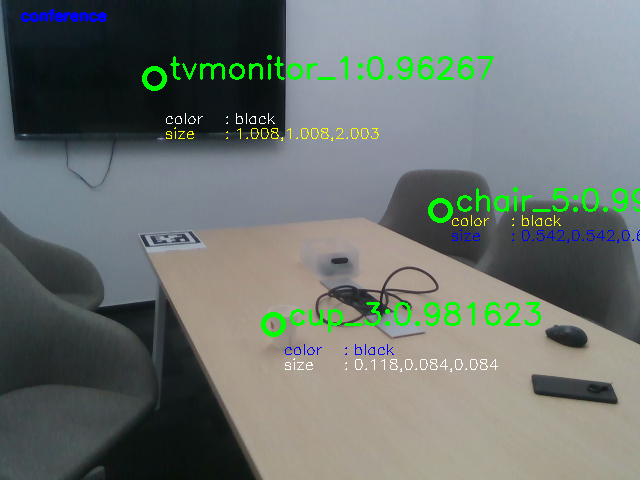 conference
tvmonitor_1:0.96267
color : black
size : 1.008,1.008,2.003
chair_5:0.99
color : black
size : 0.542,0.542,0.6
cup_3:0.981623
color : black
size : 0.118,0.084,0.084